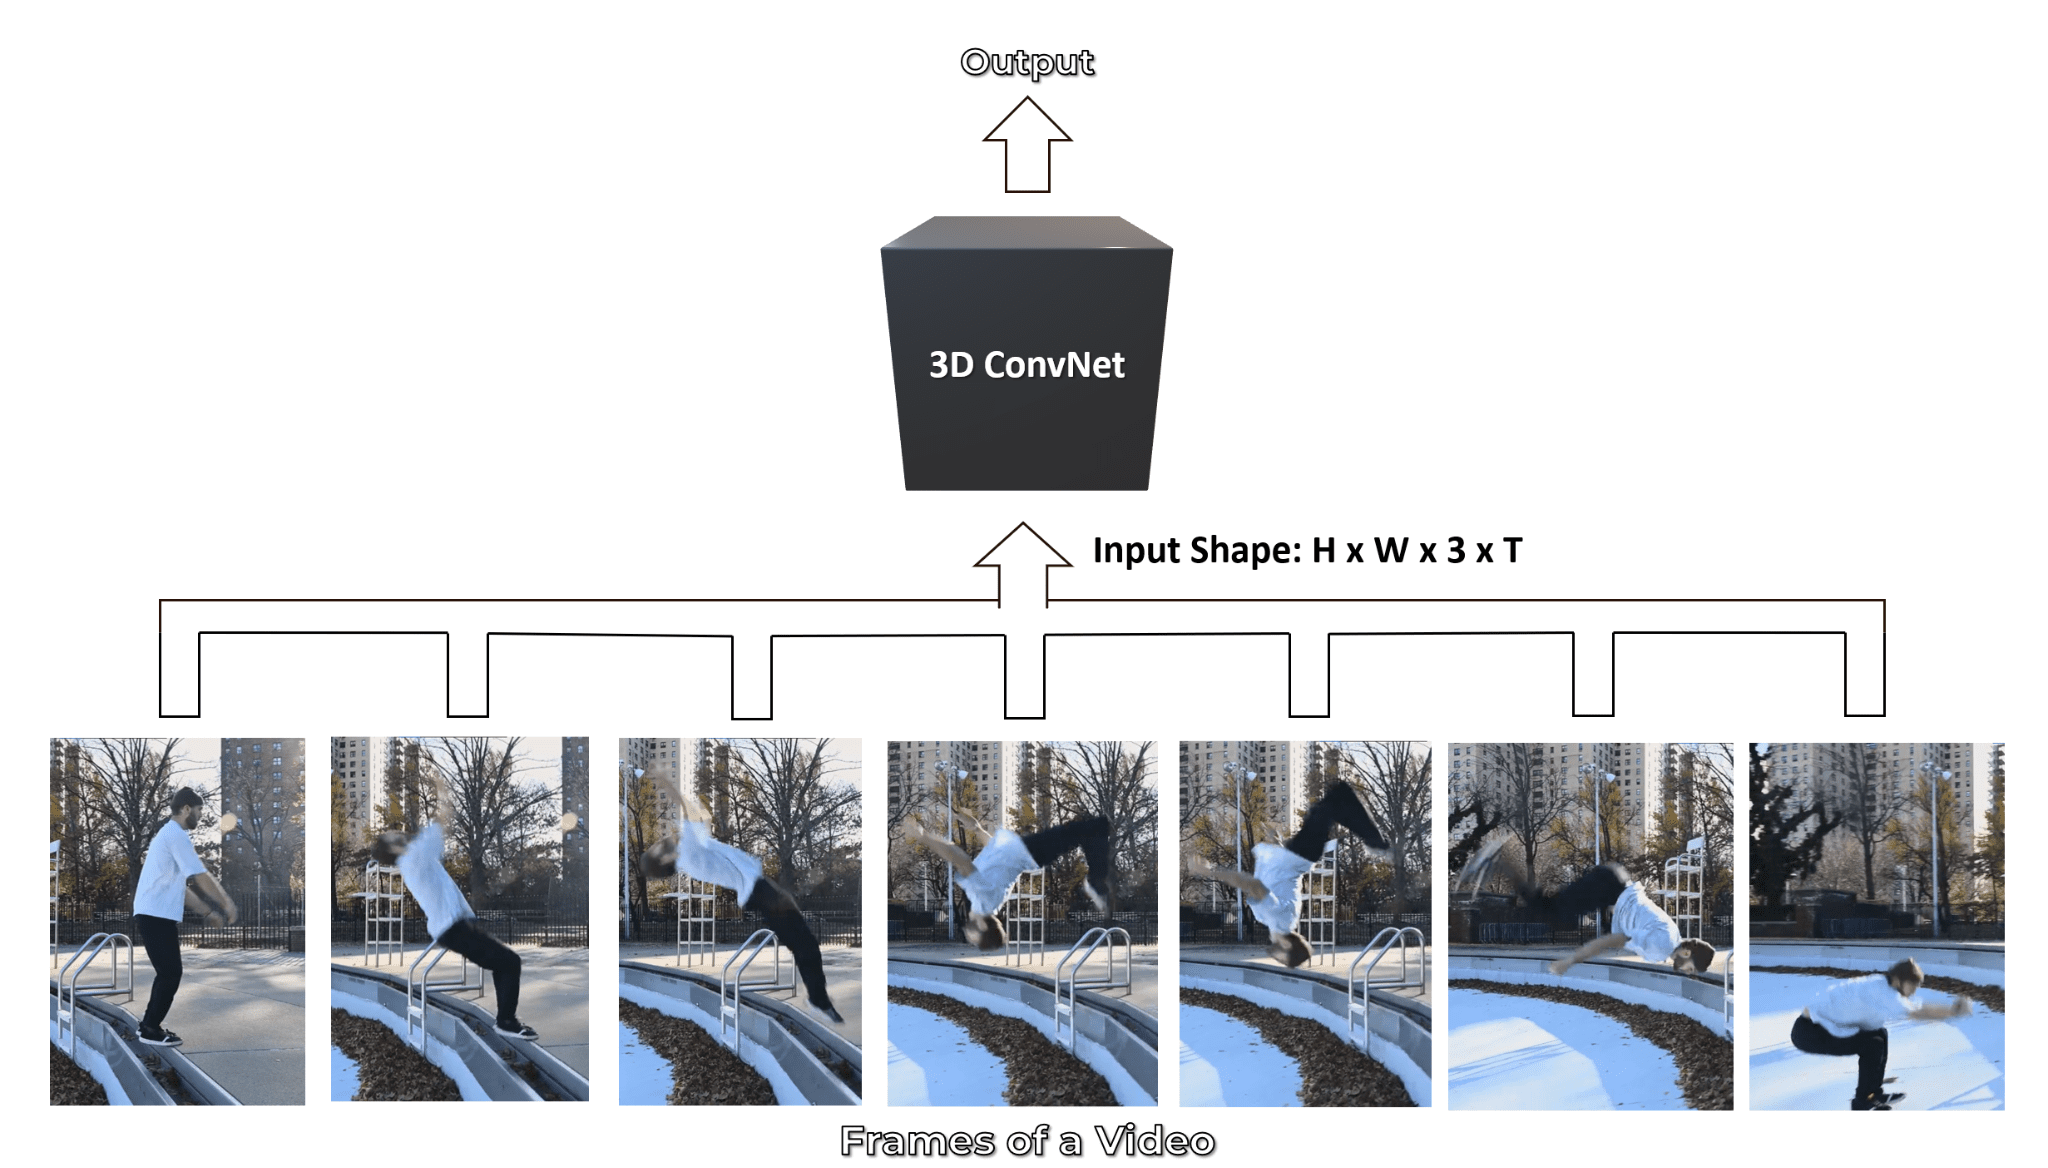 Output
3D ConvNet
Input Shape: H x W x 3 x T
Frames of a Video